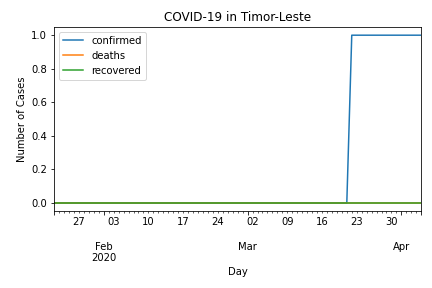 COVID-19 in Timor-Leste
confirmed
deaths
recovered
Number of Cases
1.0
0.8
0.6
0.4
0.2
0.0
27 03 10 17 24 02 09 16 23 30
Feb Mar Apr
2020
Day